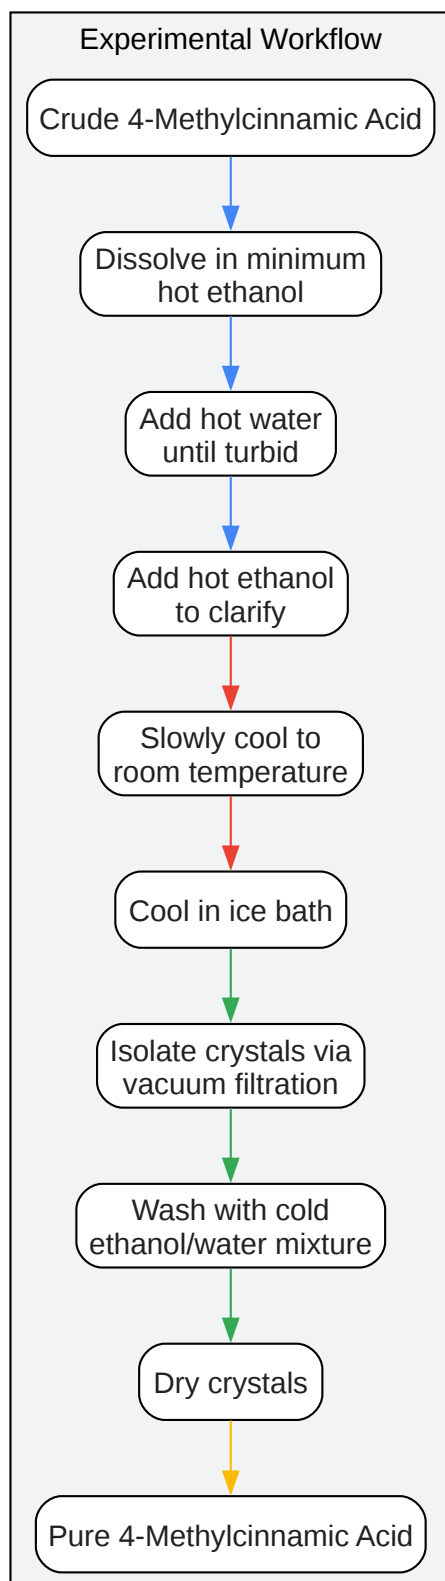 Experimental Workflow
Crude 4-Methylcinnamic Acid
Dissolve in minimum
hot ethanol
Add hot water
until turbid
Add hot ethanol
to clarify
Slowly cool to
room temperature
Cool in ice bath
Isolate crystals via
vacuum filtration
Wash with cold
ethanol/water mixture
Dry crystals
Pure 4-Methylcinnamic Acid